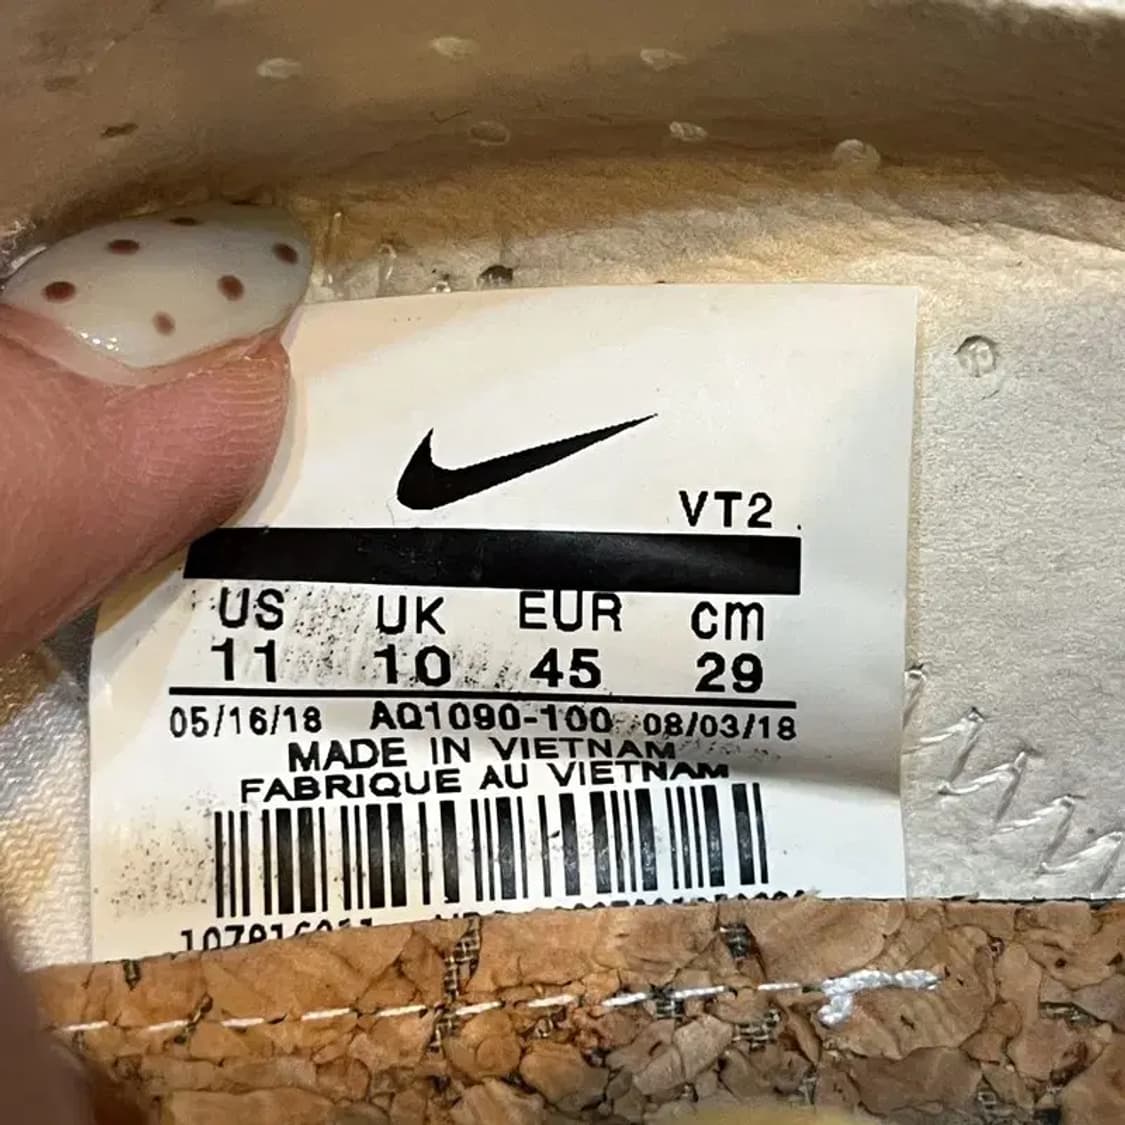 VT2
US UK EUR cm
11 10 45 29
05/16/18 AQ1090-100 08/03/18
MADE IN VIETNAM
FABRIQUE AU VIETNAM